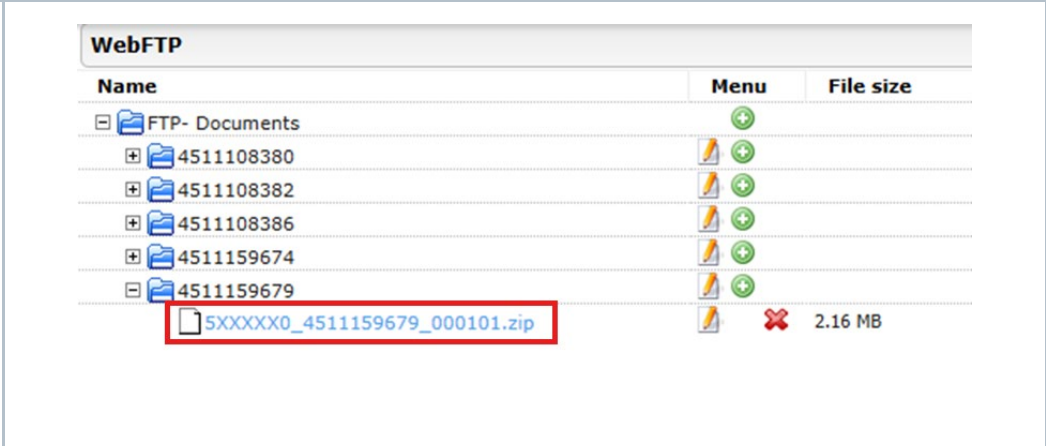 WebFTP
Name Menu File size
FTP- Documents
4511108380
4511108382
4511108386
4511159674
4511159679
5XXXXX0_4511159679_000101.zip 2.16 MB